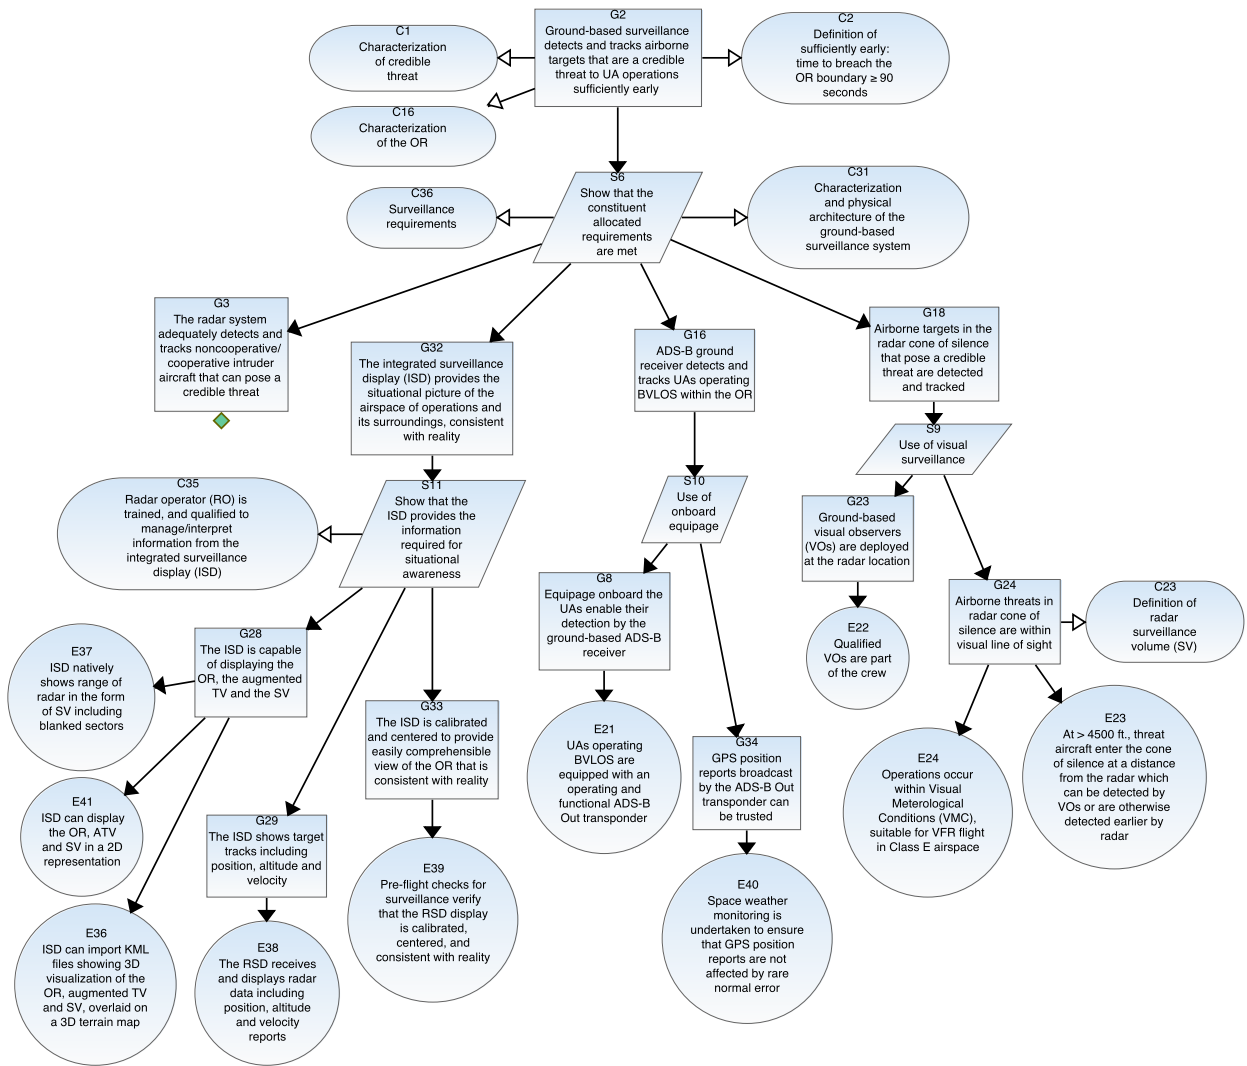 G2
Ground-based surveillance
detects and tracks airborne
targets that are a credible
threat to UA operations
sufficiently early
C1
Characterization
of credible
threat
C2
Definition of
sufficiently early:
time to breach the
OR boundary ≥ 90
seconds
C16
Characterization
of the OR
S6
Show that the
constituent
allocated
requirements
are met
C36
Surveillance
requirements
C31
Characterization
and physical
architecture of the
ground-based
surveillance system
G3
The radar system
adequately detects and
tracks noncooperative/
cooperative intruder
aircraft that can pose a
credible threat
G32
The integrated surveillance
display (ISD) provides the
situational picture of the
airspace of operations and
its surroundings, consistent
with reality
G16
ADS-B ground
receiver detects and
tracks UAs operating
BVLOS within the OR
G18
Airborne targets in the
radar cone of silence
that pose a credible
threat are detected
and tracked
S9
Use of visual
surveillance
C35
Radar operator (RO) is
trained, and qualified to
manage/interpret
information from the
integrated surveillance
display (ISD)
S11
Show that the
ISD provides the
information
required for
situational
awareness
S10
Use of
onboard
equipage
G23
Ground-based
visual observers
(VOs) are deployed
at the radar location
G8
Equipage onboard the
UAs enable their
detection by the
ground-based ADS-B
receiver
G24
Airborne threats in
radar cone of
silence are within
visual line of sight
C23
Definition of
radar
surveillance
volume (SV)
E22
Qualified
VOs are part
of the crew
G28
The ISD is capable
of displaying the
OR, the augmented
TV and the SV
E37
ISD natively
shows range of
radar in the form
of SV including
blanked sectors
G33
The ISD is calibrated
and centered to provide
easily comprehensible
view of the OR that is
consistent with reality
E21
UAs operating
BVLOS are
equipped with an
operating and
functional ADS-B
Out transponder
G34
GPS position
reports broadcast
by the ADS-B Out
transponder can
be trusted
E24
Operations occur
within Visual
Meterological
Conditions (VMC),
suitable for VFR flight
in Class E airspace
E23
At > 4500 ft., threat
aircraft enter the cone
of silence at a distance
from the radar which
can be detected by
VOs or are otherwise
detected earlier by
radar
E41
ISD can display
the OR, ATV
and SV in a 2D
representation
G29
The ISD shows target
tracks including
position, altitude and
velocity
E39
Pre-flight checks for
surveillance verify
that the RSD display
is calibrated,
centered, and
consistent with reality
E40
Space weather
monitoring is
undertaken to ensure
that GPS position
reports are not
affected by rare
normal error
E36
ISD can import KML
files showing 3D
visualization of the
OR, augmented TV
and SV, overlaid on
a 3D terrain map
E38
The RSD receives
and displays radar
data including
position, altitude
and velocity
reports